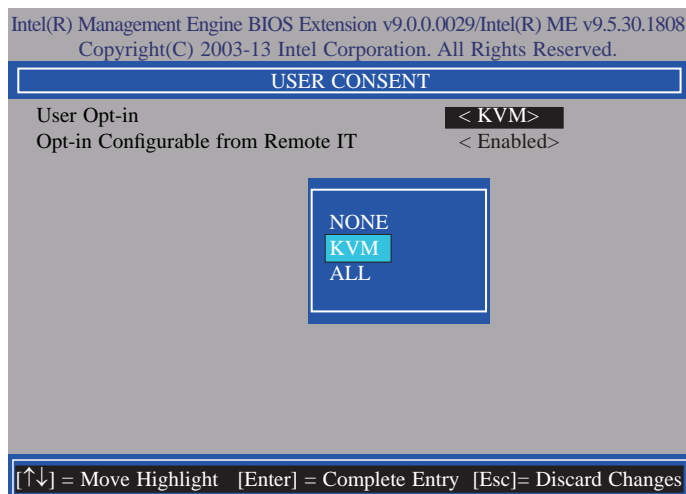 Intel(R) Management Engine BIOS Extension v9.0.0.0029/Intel(R) ME v9.5.30.1808
Copyright(C) 2003-13 Intel Corporation. All Rights Reserved.
USER CONSENT
User Opt-in < KVM>
Opt-in Configurable from Remote IT < Enabled>
NONE
KVM
ALL
[↑↓] = Move Highlight [Enter] = Complete Entry [Esc]= Discard Changes